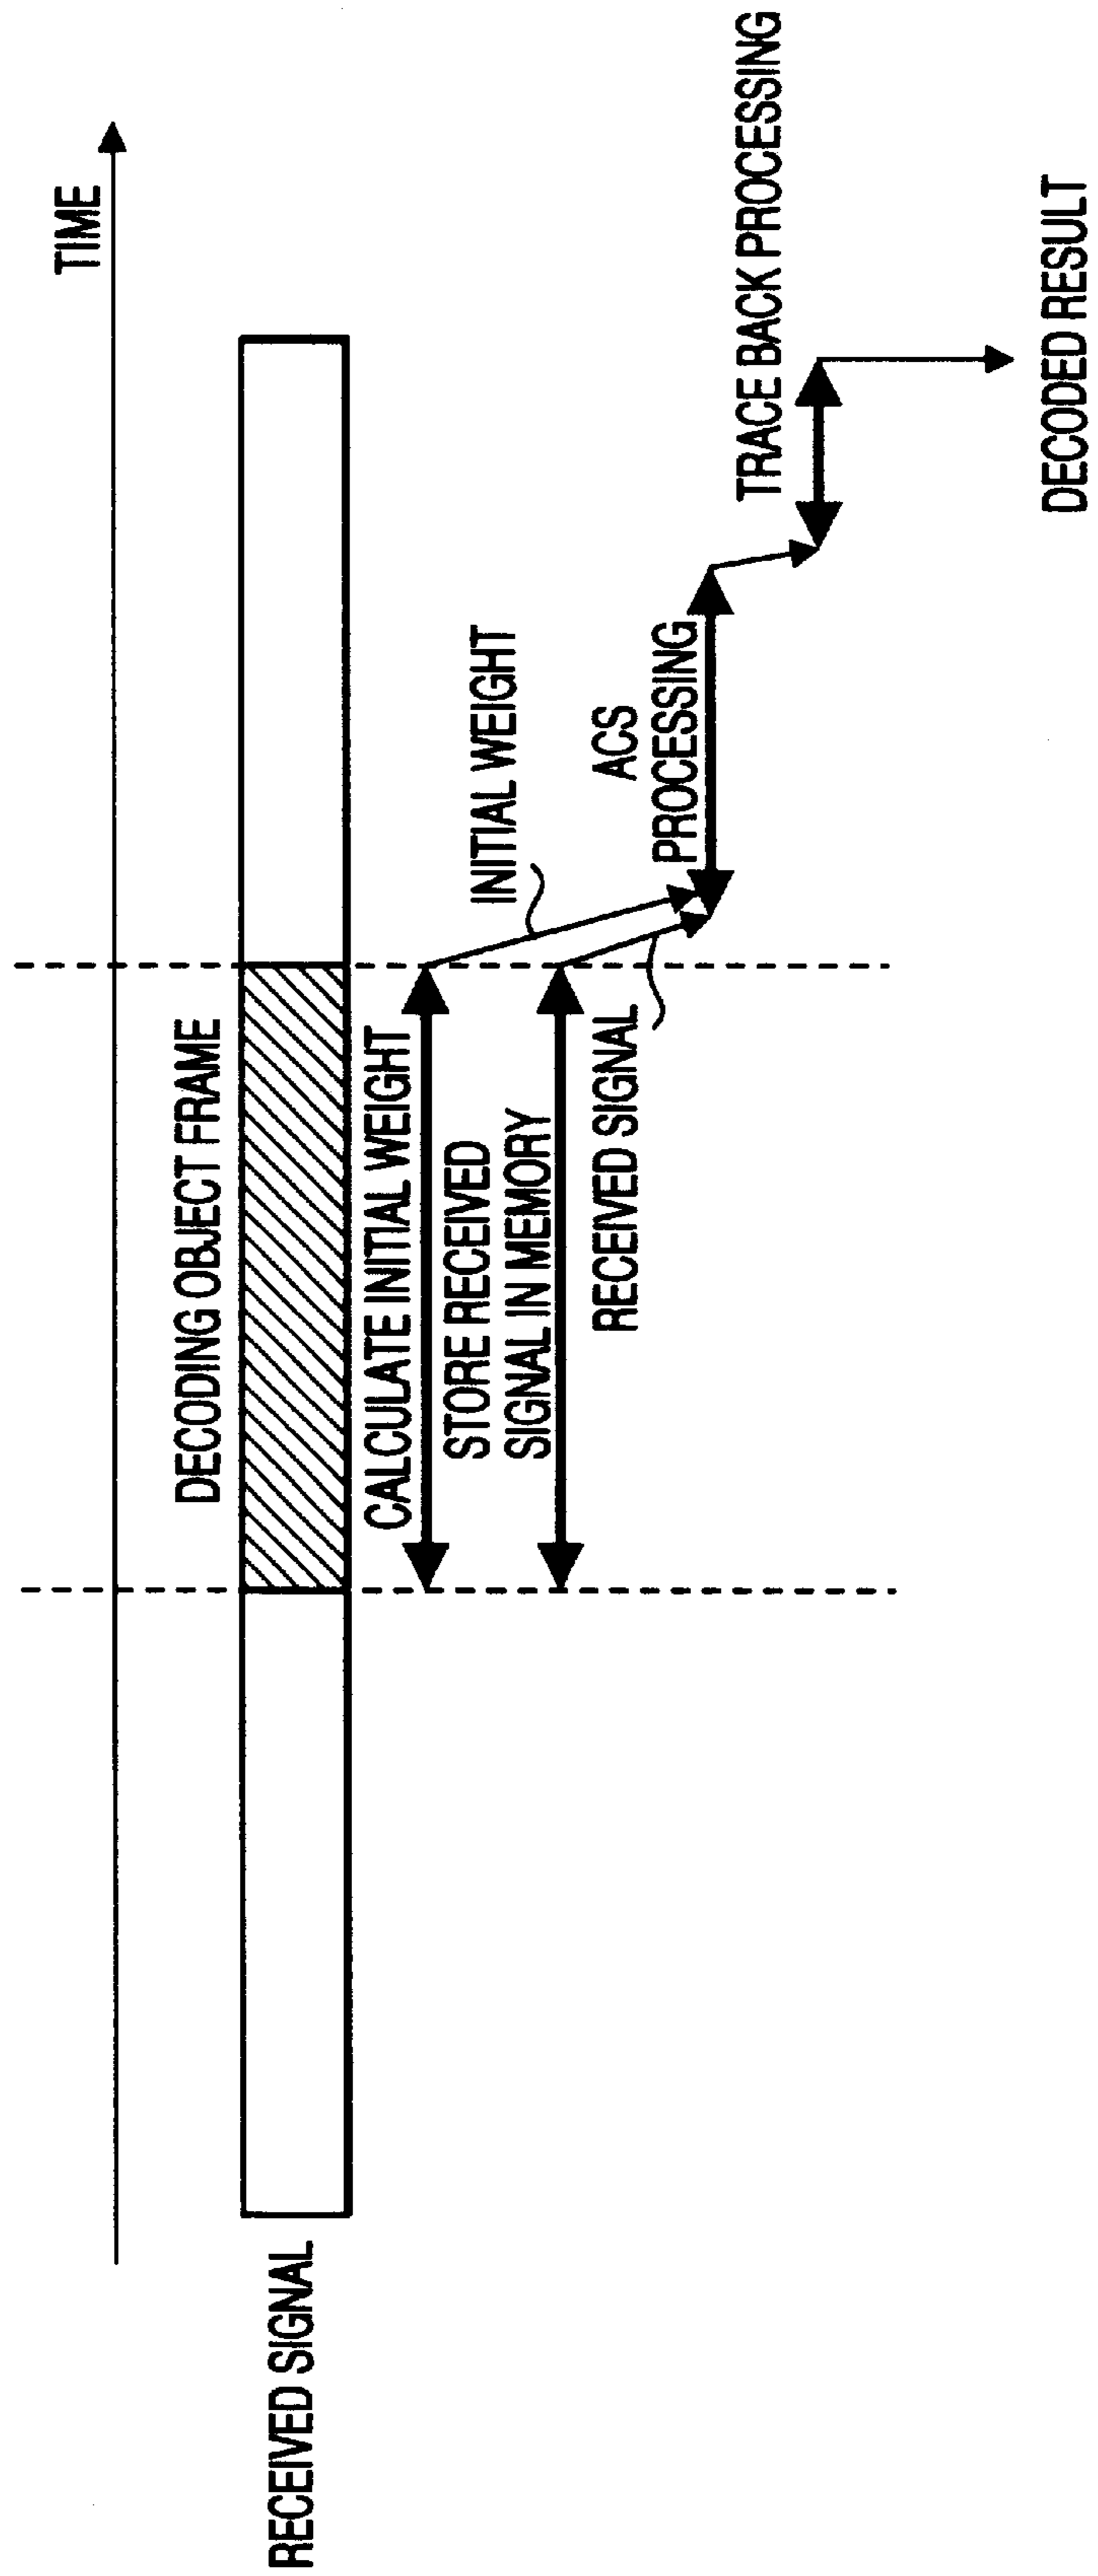 TIME
DECODING OBJECT FRAME
RECEIVED SIGNAL
CALCULATE INITIAL WEIGHT
STORE RECEIVED
SIGNAL IN MEMORY
INITIAL WEIGHT
RECEIVED SIGNAL
ACS
PROCESSING
TRACE BACK PROCESSING
DECODED RESULT